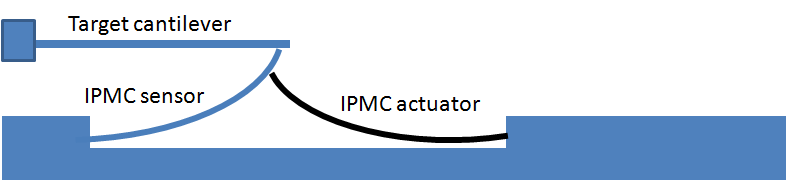 Target cantilever
IPMC sensor
IPMC actuator